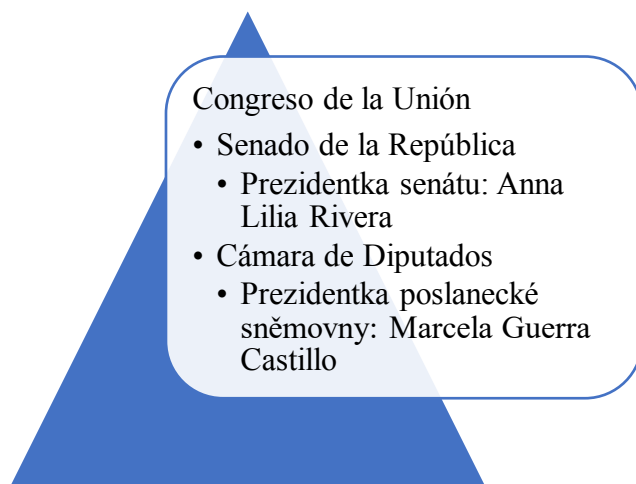 Congreso de la Unión
• Senado de la República
• Prezidentka senátu: Anna
Lilia Rivera
• Cámara de Diputados
• Prezidentka poslanecké
sněmovny: Marcela Guerra
Castillo